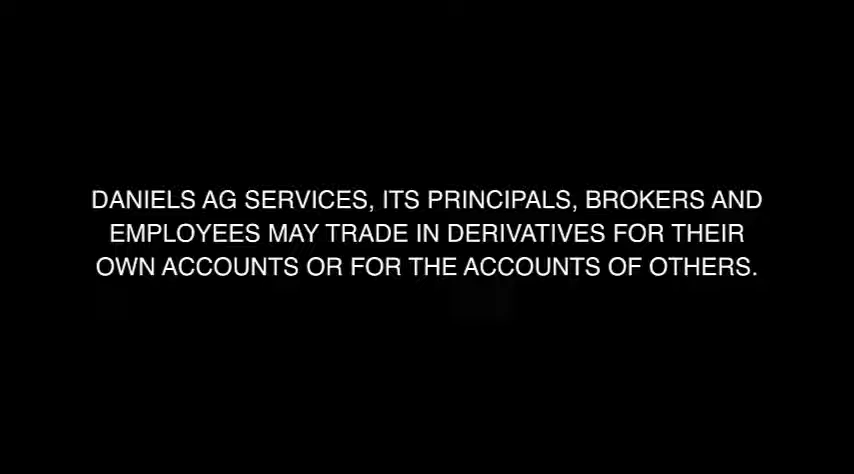 DANIELS AG SERVICES, ITS PRINCIPALS, BROKERS AND
EMPLOYEES MAY TRADE IN DERIVATIVES FOR THEIR
OWN ACCOUNTS OR FOR THE ACCOUNTS OF OTHERS.